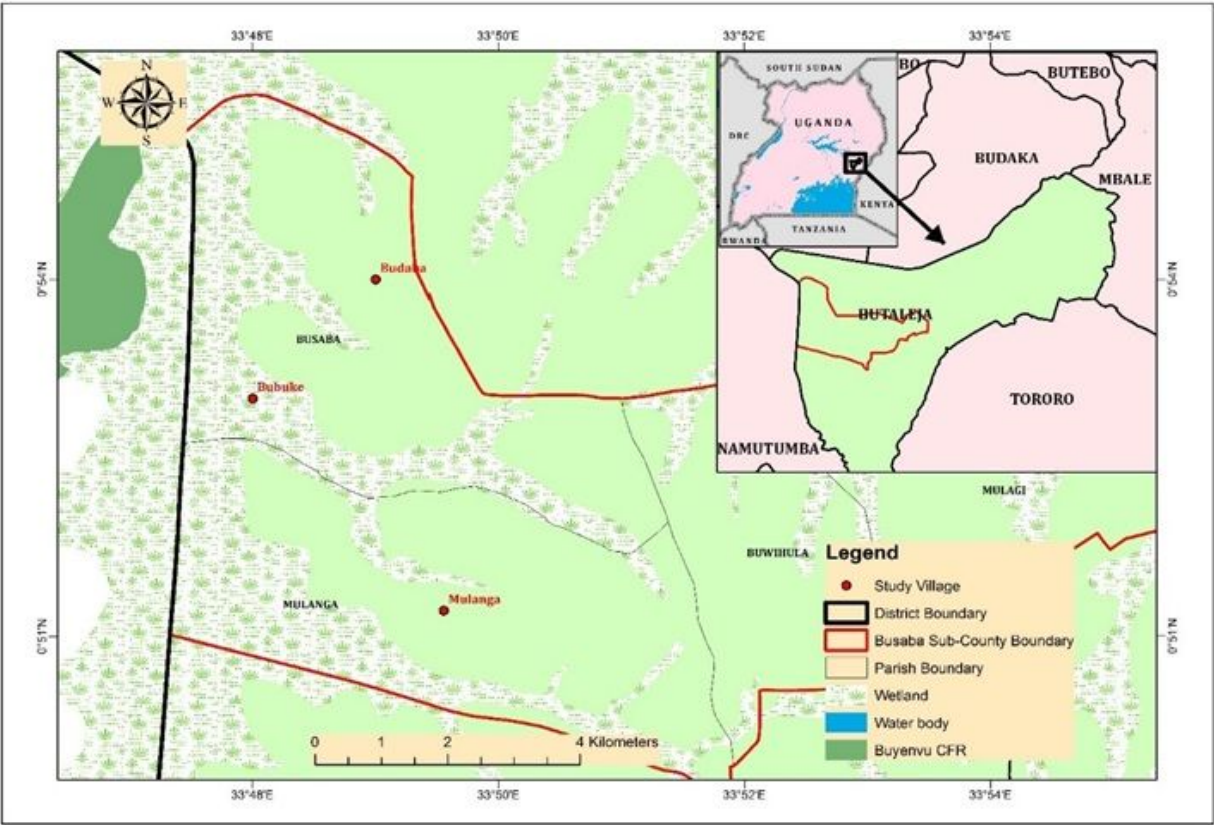 33°48'E 33°50'E 33°52'E 33°54'E
N
W E
S
SOUTH SUDAN
UGANDA
DRC
KENYA
TANZANIA
RWANDA
BO
BUTEBO
BUDAKA
MBALE
BUTALEJA
TORORO
NAMUTUMBA
0°54'N
0°54'N
Budaba
BUSABA
Bubuke
MULAGI
BUWIHULA
Mulanga
MULANGA
0°51'N
0°51'N
Legend
Study Village
District Boundary
Busaba Sub-County Boundary
Parish Boundary
Wetland
Water body
Buyenvu CFR
0 1 2 4 Kilometers
33°48'E 33°50'E 33°52'E 33°54'E